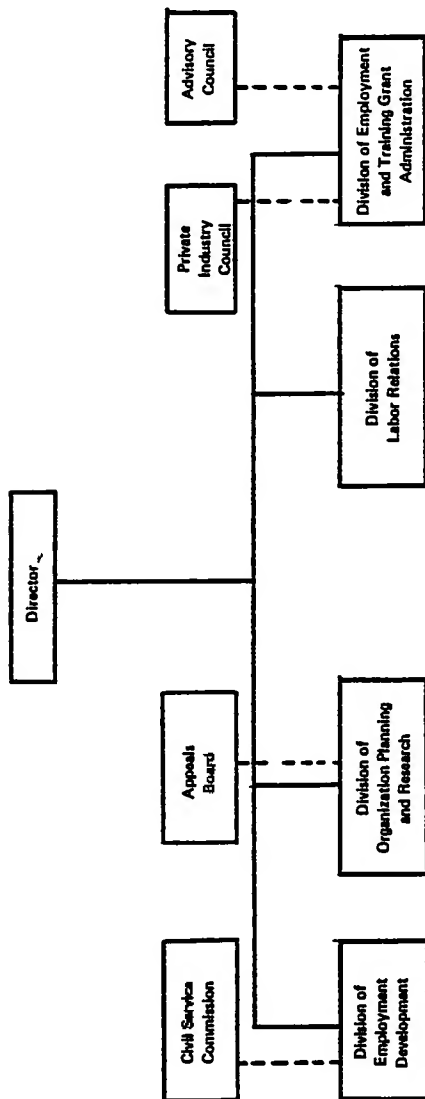 Director
Civil Service
Commission
Appeals
Board
Private
Industry
Council
Advisory
Council
Division of
Employment
Development
Division of
Organization Planning
and Research
Division of
Labor Relations
Division of Employment
and Training Grant
Administration